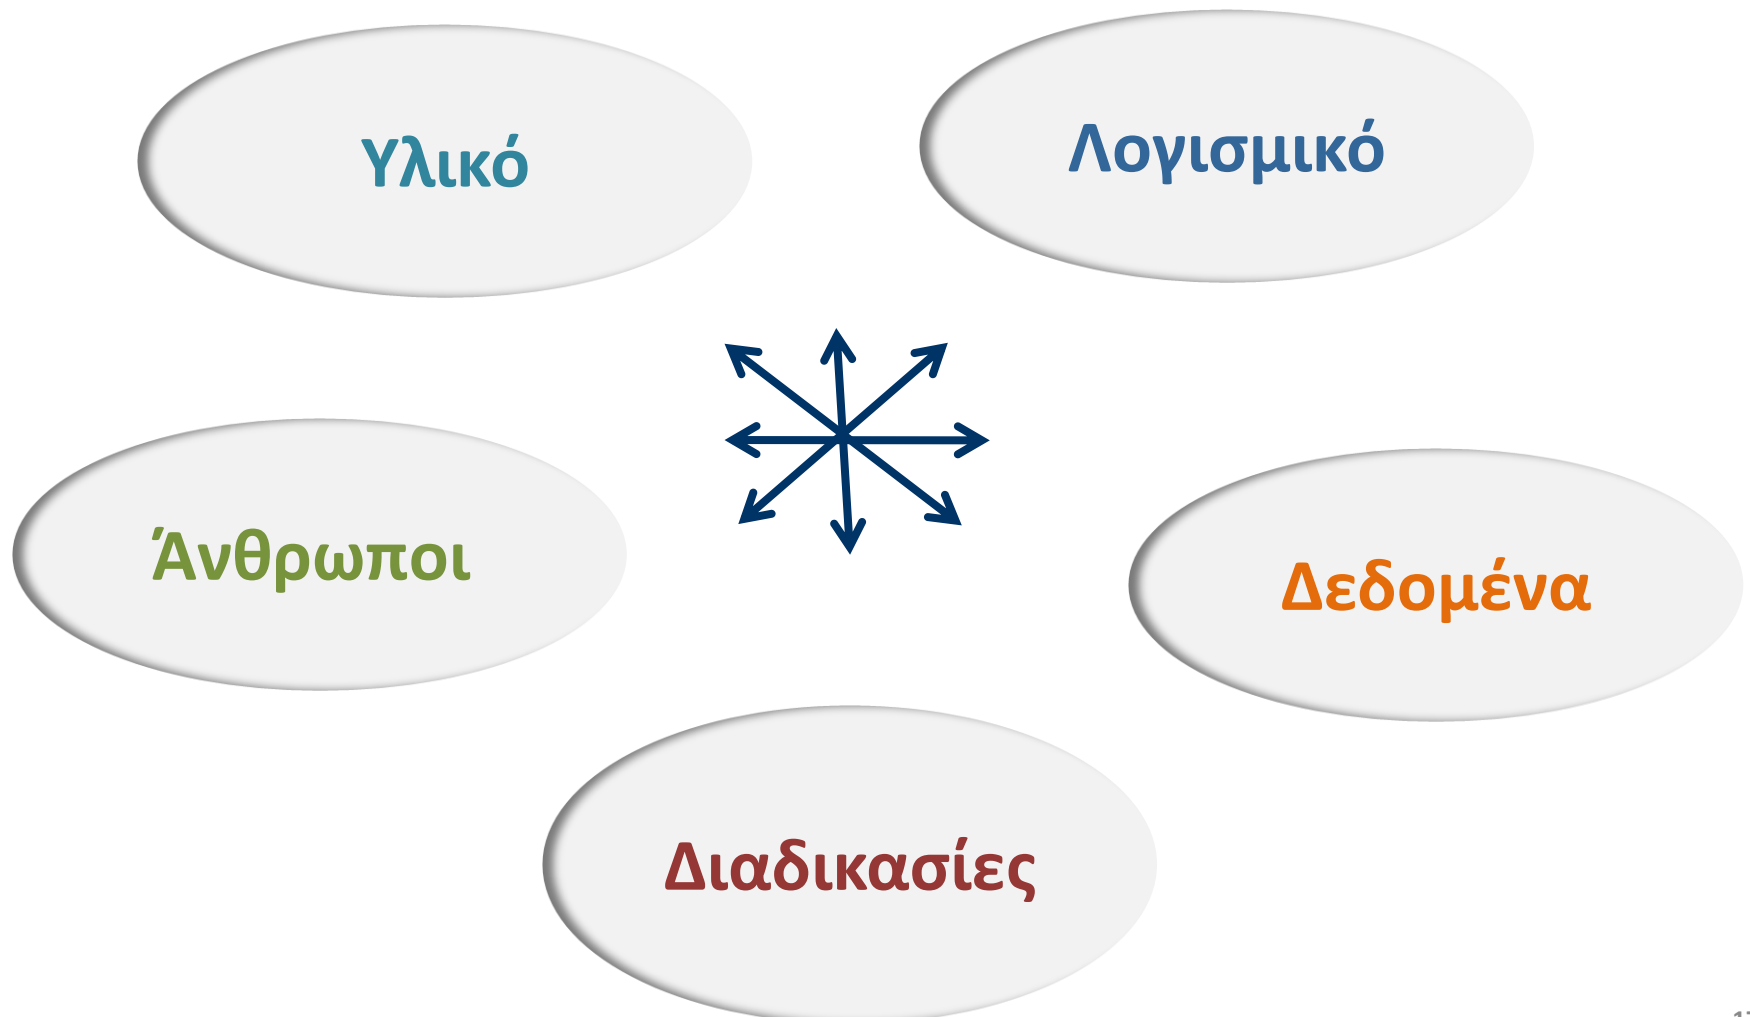 Υλικό
Λογισμικό
Άνθρωποι
Δεδομένα
Διαδικασίες